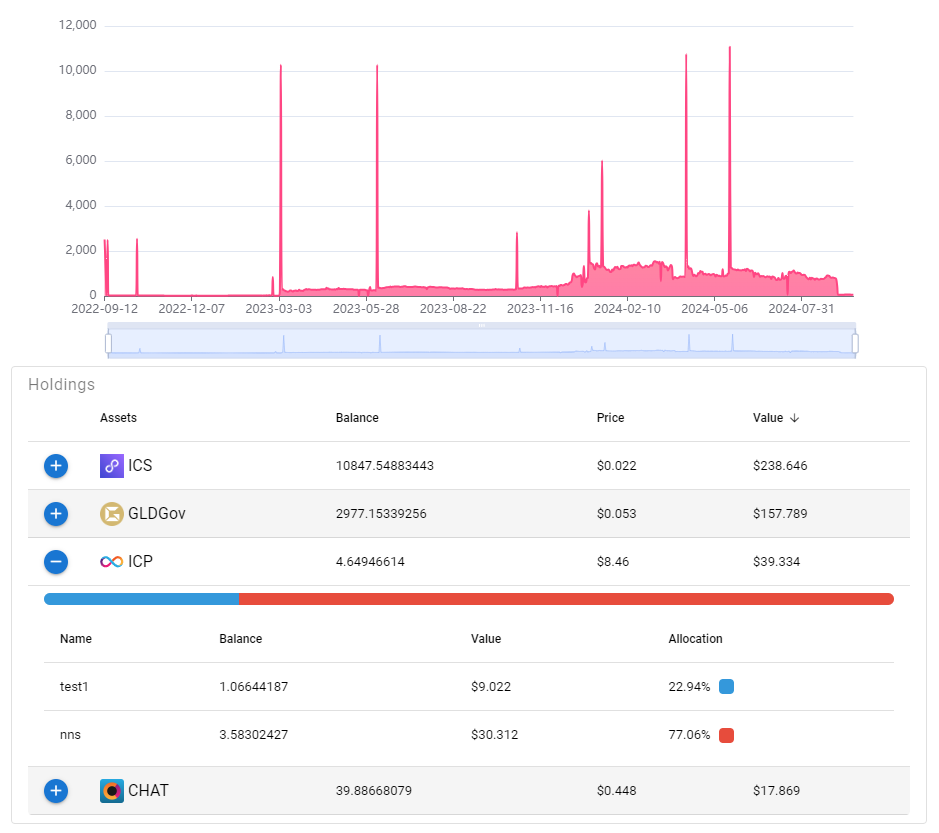 12,000
10,000
8,000
6,000
4,000
2,000
0
2022-09-12 2022-12-07 2023-03-03 2023-05-28 2023-08-22 2023-11-16 2024-02-10 2024-05-06 2024-07-31
Holdings
Assets Balance Price Value ↓
ICS 10847.54883443 $0.022 $238.646
GLDGov 2977.15339256 $0.053 $157.789
ICP 4.64946614 $8.46 $39.334
Name Balance Value Allocation
test1 1.06644187 $9.022 22.94%
nns 3.58302427 $30.312 77.06%
CHAT 39.88668079 $0.448 $17.869